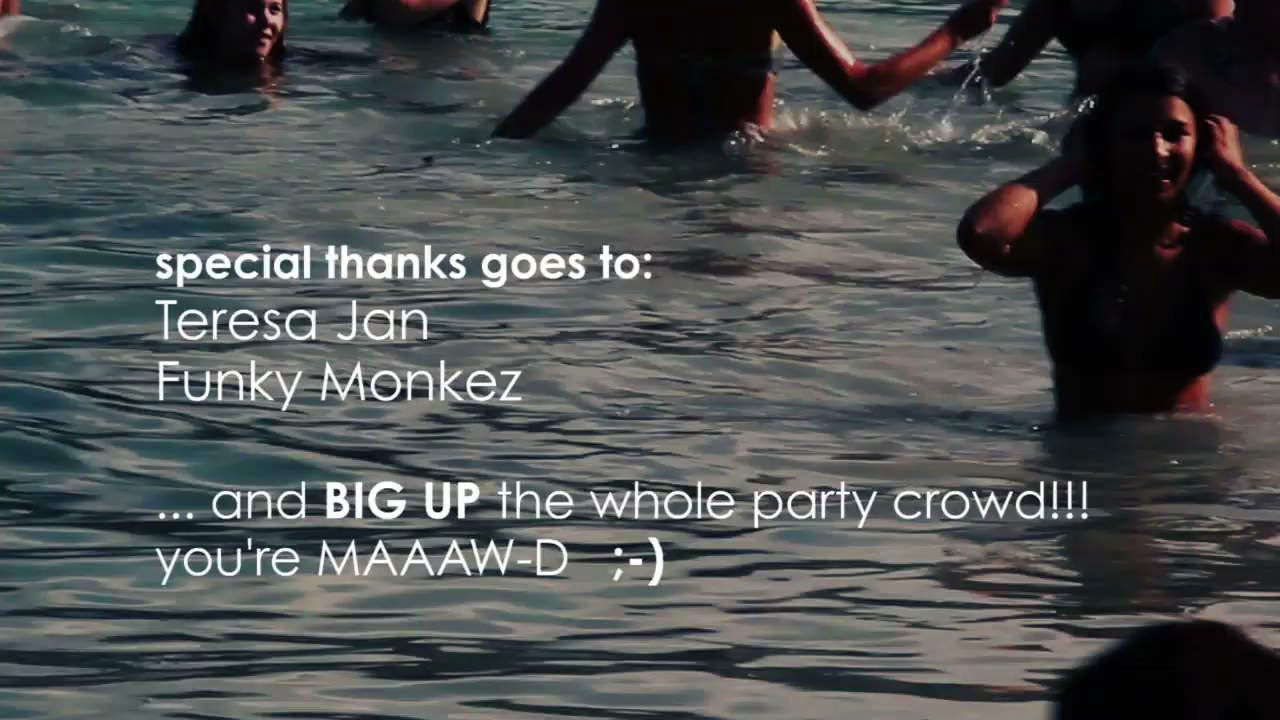 special thanks goes to:
Teresa Jan
Funky Monkez
... and BIG UP the whole party crowd!!!
you're MAAAW-D ;-)